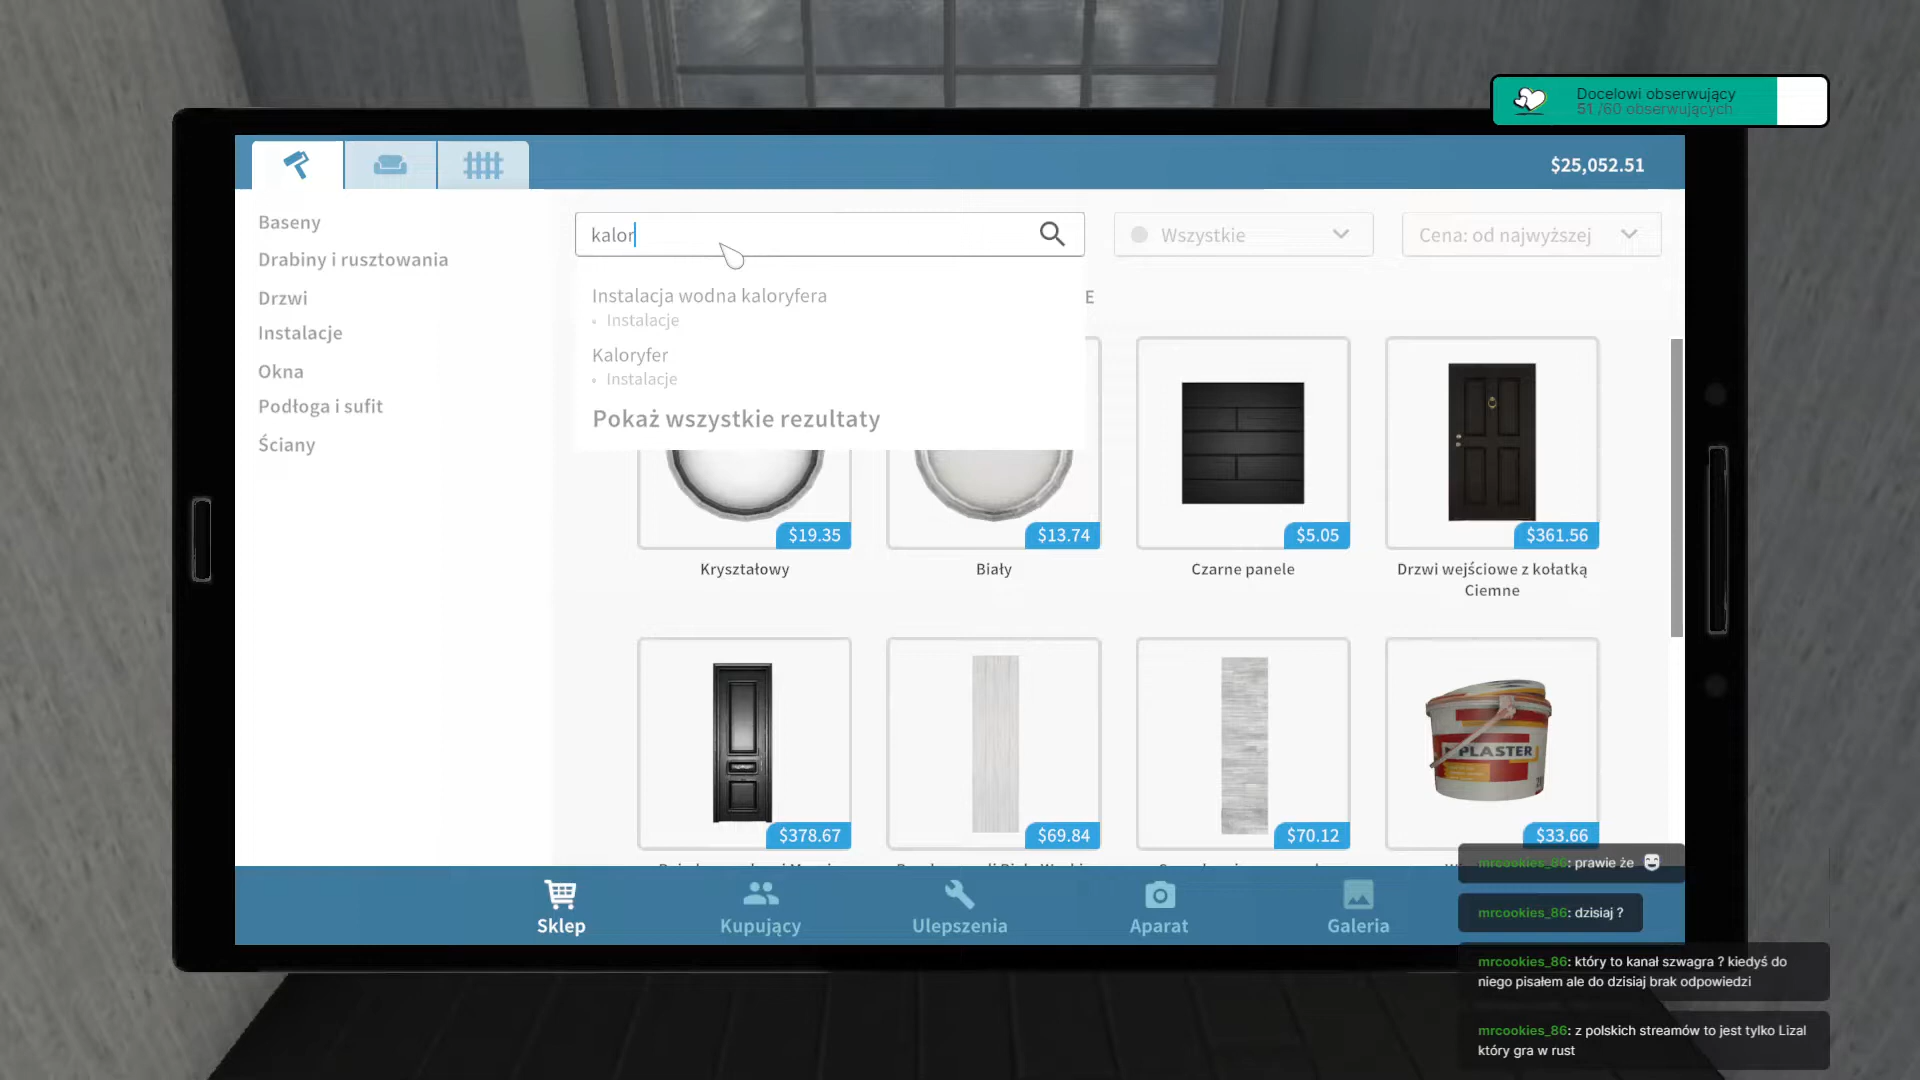 Docelowi obserwujący
51 /60 obserwujących
$25,052.51
Baseny
Drabiny i rusztowania
Drzwi
Instalacje
Okna
Podłoga i sufit
Ściany
kalor
Wszystkie
Cena: od najwyższej
Instalacja wodna kaloryfera
• Instalacje
Kaloryfer
• Instalacje
Pokaż wszystkie rezultaty
E
$19.35
$13.74
$5.05
$361.56
Kryształowy
Biały
Czarne panele
Drzwi wejściowe z kołatką
Ciemne
PLASTER
$378.67
$69.84
$70.12
$33.66
Sklep
Kupujący
Ulepszenia
Aparat
Galeria
mrcookies_86: prawie że
mrcookies_86: dzisiaj ?
mrcookies_86: który to kanał szwagra ? kiedyś do
niego pisałem ale do dzisiaj brak odpowiedzi
mrcookies_86: z polskich streamów to jest tylko Lizal
który gra w rust